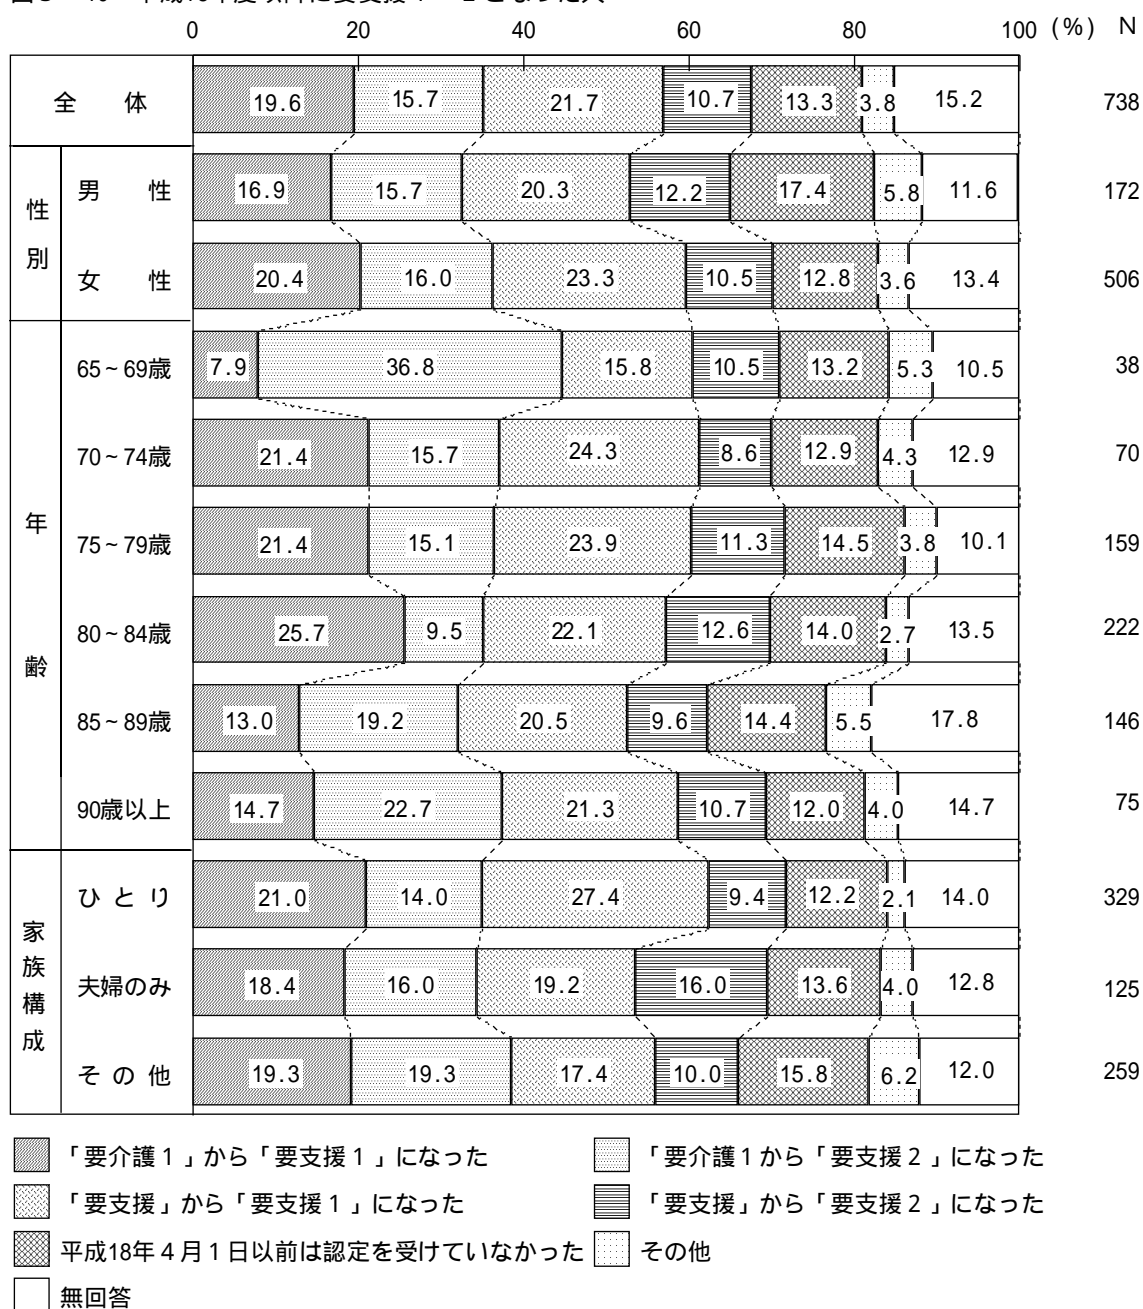 0 20 40 60 80 100 (%) N
全体 19.6 15.7 21.7 10.7 13.3 3.8 15.2 738
性別
男性 16.9 15.7 20.3 12.2 17.4 5.8 11.6 172
女性 20.4 16.0 23.3 10.5 12.8 3.6 13.4 506
年齢
65~69歳 7.9 36.8 15.8 10.5 13.2 5.3 10.5 38
70~74歳 21.4 15.7 24.3 8.6 12.9 4.3 12.9 70
75~79歳 21.4 15.1 23.9 11.3 14.5 3.8 10.1 159
80~84歳 25.7 9.5 22.1 12.6 14.0 2.7 13.5 222
85~89歳 13.0 19.2 20.5 9.6 14.4 5.5 17.8 146
90歳以上 14.7 22.7 21.3 10.7 12.0 4.0 14.7 75
家族構成
ひとり 21.0 14.0 27.4 9.4 12.2 2.1 14.0 329
夫婦のみ 18.4 16.0 19.2 16.0 13.6 4.0 12.8 125
その他 19.3 19.3 17.4 10.0 15.8 6.2 12.0 259
「要介護1」から「要支援1」になった
「要介護1から「要支援2」になった
「要支援」から「要支援1」になった
「要支援」から「要支援2」になった
平成18年4月1日以前は認定を受けていなかった
その他
無回答